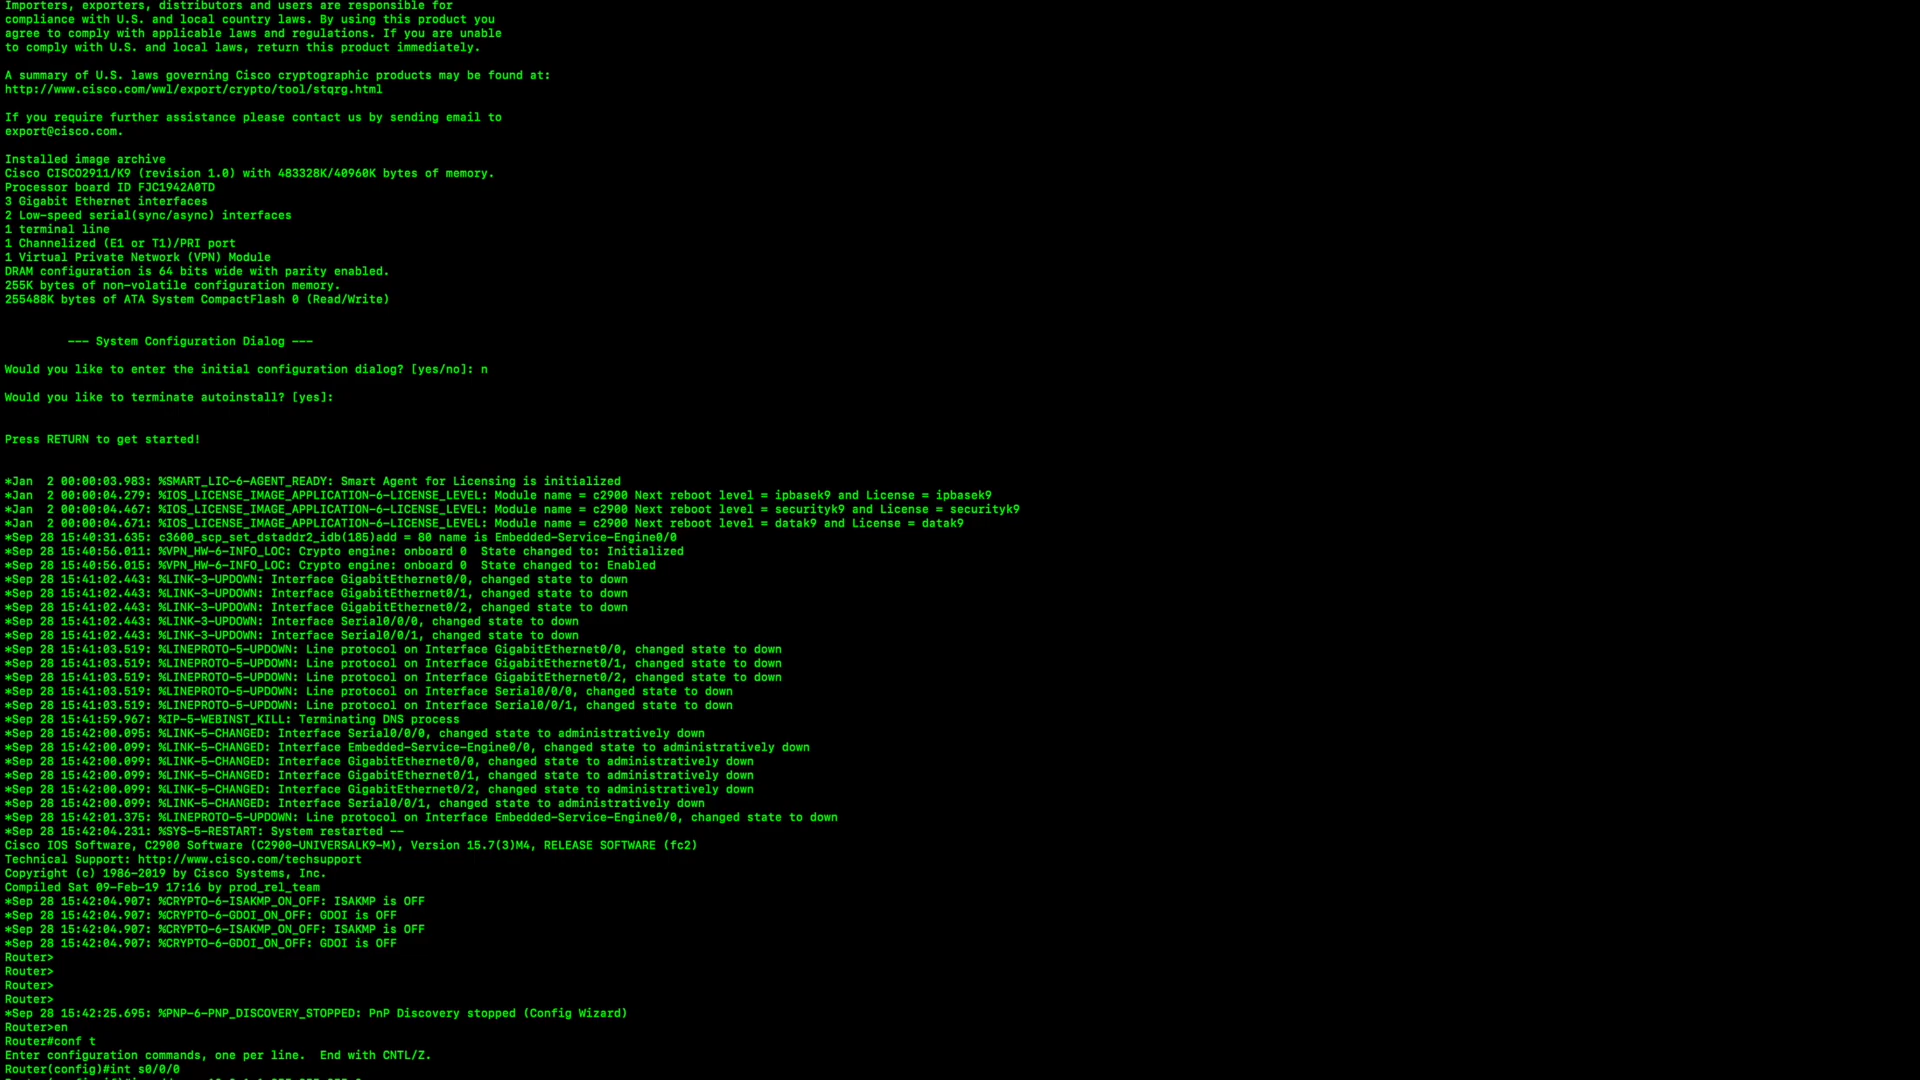 Importers, exporters, distributors and users are responsible for
compliance with U.S. and local country laws. By using this product you
agree to comply with applicable laws and regulations. If you are unable
to comply with U.S. and local laws, return this product immediately.
A summary of U.S. laws governing Cisco cryptographic products may be found at:
http://www.cisco.com/wwl/export/crypto/tool/stqrg.html
If you require further assistance please contact us by sending email to
export@cisco.com.
Installed image archive
Cisco CISCO2911/K9 (revision 1.0) with 483328K/40960K bytes of memory.
Processor board ID FJC1942A0TD
3 Gigabit Ethernet interfaces
2 Low-speed serial(sync/async) interfaces
1 terminal line
1 Channelized (E1 or T1)/PRI port
1 Virtual Private Network (VPN) Module
DRAM configuration is 64 bits wide with parity enabled.
255K bytes of non-volatile configuration memory.
255488K bytes of ATA System CompactFlash 0 (Read/Write)
--- System Configuration Dialog ---
Would you like to enter the initial configuration dialog? [yes/no]: n
Would you like to terminate autoinstall? [yes]:
Press RETURN to get started!
*Jan  2 00:00:03.983: %SMART_LIC-6-AGENT_READY: Smart Agent for Licensing is initialized
*Jan  2 00:00:04.279: %IOS_LICENSE_IMAGE_APPLICATION-6-LICENSE_LEVEL: Module name = c2900 Next reboot level = ipbasek9 and License = ipbasek9
*Jan  2 00:00:04.467: %IOS_LICENSE_IMAGE_APPLICATION-6-LICENSE_LEVEL: Module name = c2900 Next reboot level = securityk9 and License = securityk9
*Jan  2 00:00:04.671: %IOS_LICENSE_IMAGE_APPLICATION-6-LICENSE_LEVEL: Module name = c2900 Next reboot level = datak9 and License = datak9
*Sep 28 15:40:31.635: c3600_scp_set_dstaddr2_idb(185)add = 80 name is Embedded-Service-Engine0/0
*Sep 28 15:40:56.011: %VPN_HW-6-INFO_LOC: Crypto engine: onboard 0  State changed to: Initialized
*Sep 28 15:40:56.015: %VPN_HW-6-INFO_LOC: Crypto engine: onboard 0  State changed to: Enabled
*Sep 28 15:41:02.443: %LINK-3-UPDOWN: Interface GigabitEthernet0/0, changed state to down
*Sep 28 15:41:02.443: %LINK-3-UPDOWN: Interface GigabitEthernet0/1, changed state to down
*Sep 28 15:41:02.443: %LINK-3-UPDOWN: Interface GigabitEthernet0/2, changed state to down
*Sep 28 15:41:02.443: %LINK-3-UPDOWN: Interface Serial0/0/0, changed state to down
*Sep 28 15:41:02.443: %LINK-3-UPDOWN: Interface Serial0/0/1, changed state to down
*Sep 28 15:41:03.519: %LINEPROTO-5-UPDOWN: Line protocol on Interface GigabitEthernet0/0, changed state to down
*Sep 28 15:41:03.519: %LINEPROTO-5-UPDOWN: Line protocol on Interface GigabitEthernet0/1, changed state to down
*Sep 28 15:41:03.519: %LINEPROTO-5-UPDOWN: Line protocol on Interface GigabitEthernet0/2, changed state to down
*Sep 28 15:41:03.519: %LINEPROTO-5-UPDOWN: Line protocol on Interface Serial0/0/0, changed state to down
*Sep 28 15:41:03.519: %LINEPROTO-5-UPDOWN: Line protocol on Interface Serial0/0/1, changed state to down
*Sep 28 15:41:59.967: %IP-5-WEBINST_KILL: Terminating DNS process
*Sep 28 15:42:00.095: %LINK-5-CHANGED: Interface Serial0/0/0, changed state to administratively down
*Sep 28 15:42:00.099: %LINK-5-CHANGED: Interface Embedded-Service-Engine0/0, changed state to administratively down
*Sep 28 15:42:00.099: %LINK-5-CHANGED: Interface GigabitEthernet0/0, changed state to administratively down
*Sep 28 15:42:00.099: %LINK-5-CHANGED: Interface GigabitEthernet0/1, changed state to administratively down
*Sep 28 15:42:00.099: %LINK-5-CHANGED: Interface GigabitEthernet0/2, changed state to administratively down
*Sep 28 15:42:00.099: %LINK-5-CHANGED: Interface Serial0/0/1, changed state to administratively down
*Sep 28 15:42:01.375: %LINEPROTO-5-UPDOWN: Line protocol on Interface Embedded-Service-Engine0/0, changed state to down
*Sep 28 15:42:04.231: %SYS-5-RESTART: System restarted --
Cisco IOS Software, C2900 Software (C2900-UNIVERSALK9-M), Version 15.7(3)M4, RELEASE SOFTWARE (fc2)
Technical Support: http://www.cisco.com/techsupport
Copyright (c) 1986-2019 by Cisco Systems, Inc.
Compiled Sat 09-Feb-19 17:16 by prod_rel_team
*Sep 28 15:42:04.907: %CRYPTO-6-ISAKMP_ON_OFF: ISAKMP is OFF
*Sep 28 15:42:04.907: %CRYPTO-6-GDOI_ON_OFF: GDOI is OFF
*Sep 28 15:42:04.907: %CRYPTO-6-ISAKMP_ON_OFF: ISAKMP is OFF
*Sep 28 15:42:04.907: %CRYPTO-6-GDOI_ON_OFF: GDOI is OFF
Router>
Router>
Router>
Router>
*Sep 28 15:42:25.695: %PNP-6-PNP_DISCOVERY_STOPPED: PnP Discovery stopped (Config Wizard)
Router>en
Router#conf t
Enter configuration commands, one per line.  End with CNTL/Z.
Router(config)#int s0/0/0